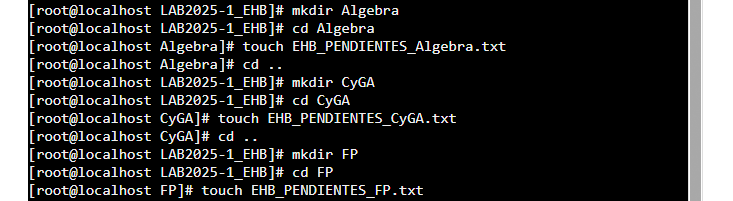 [root@localhost LAB2025-1_EHB]# mkdir Algebra
[root@localhost LAB2025-1_EHB]# cd Algebra
[root@localhost Algebra]# touch EHB_PENDIENTES_Algebra.txt
[root@localhost Algebra]# cd ..
[root@localhost LAB2025-1_EHB]# mkdir CyGA
[root@localhost LAB2025-1_EHB]# cd CyGA
[root@localhost CyGA]# touch EHB_PENDIENTES_CyGA.txt
[root@localhost CyGA]# cd ..
[root@localhost LAB2025-1_EHB]# mkdir FP
[root@localhost LAB2025-1_EHB]# cd FP
[root@localhost FP]# touch EHB_PENDIENTES_FP.txt